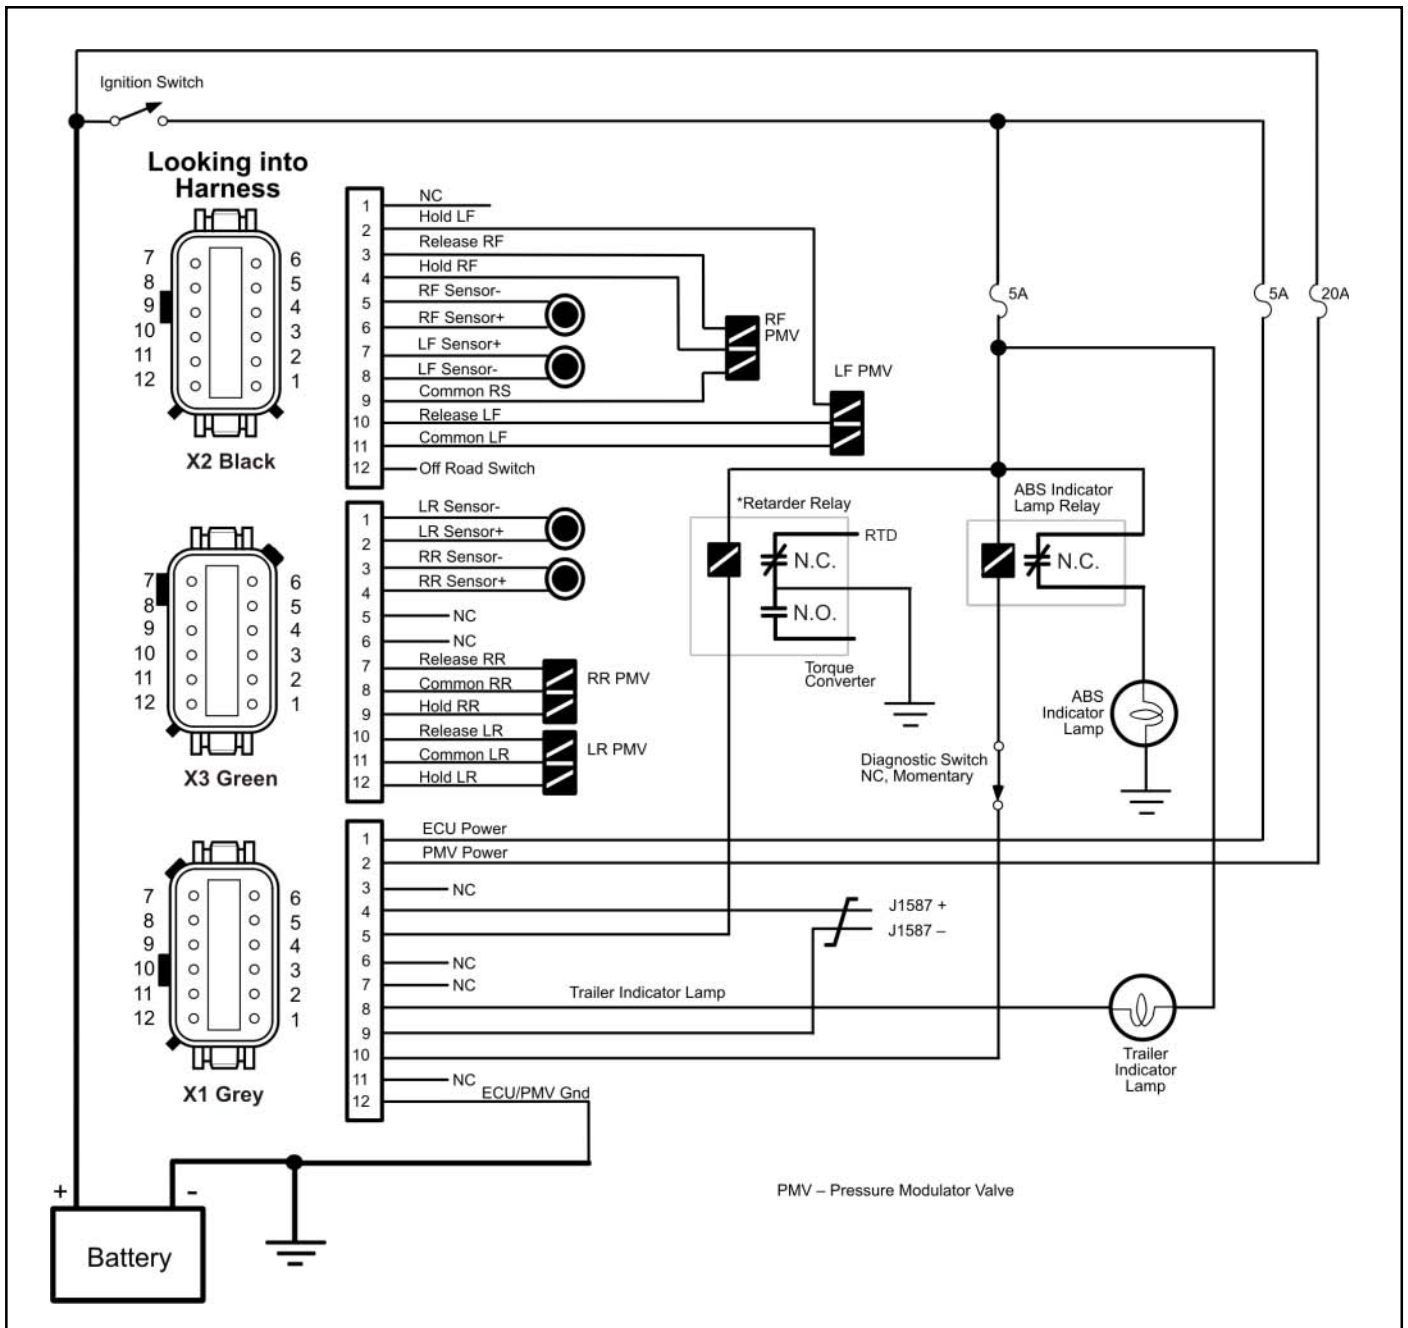 Ignition Switch
Looking into
Harness
7 6
8 5
9 4
10 3
11 2
12 1
X2 Black
1 NC
2 Hold LF
3 Release RF
4 Hold RF
5 RF Sensor-
6 RF Sensor+
7 LF Sensor+
8 LF Sensor-
9 Common RS
10 Release LF
11 Common LF
12 Off Road Switch
RF
PMV
LF PMV
5A
5A
20A
7 6
8 5
9 4
10 3
11 2
12 1
X3 Green
1 LR Sensor-
2 LR Sensor+
3 RR Sensor-
4 RR Sensor+
5 NC
6 NC
7 Release RR
8 Common RR
9 Hold RR
10 Release LR
11 Common LR
12 Hold LR
RR PMV
LR PMV
*Retarder Relay
RTD
N.C.
N.O.
Torque
Converter
ABS Indicator
Lamp Relay
N.C.
ABS
Indicator
Lamp
Diagnostic Switch
NC, Momentary
7 6
8 5
9 4
10 3
11 2
12 1
X1 Grey
1 ECU Power
2 PMV Power
3 NC
4
5
6 NC
7 NC
8 Trailer Indicator Lamp
9
10
11 NC
12 ECU/PMV Gnd
J1587 +
J1587 –
Trailer
Indicator
Lamp
+ -
Battery
PMV – Pressure Modulator Valve